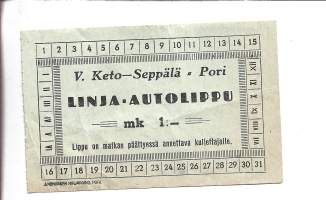 1 2 3 4 5 6 7 8 9 10 11 12 13 14 15
V. Keto—Seppälä - Pori
LINJA-AUTOLIPPU
mk 1:—
Lippu on matkan päättyessä annettava kuljettajalle.
16 17 18 19 20 21 22 23 24 25 26 27 28 29 30 31